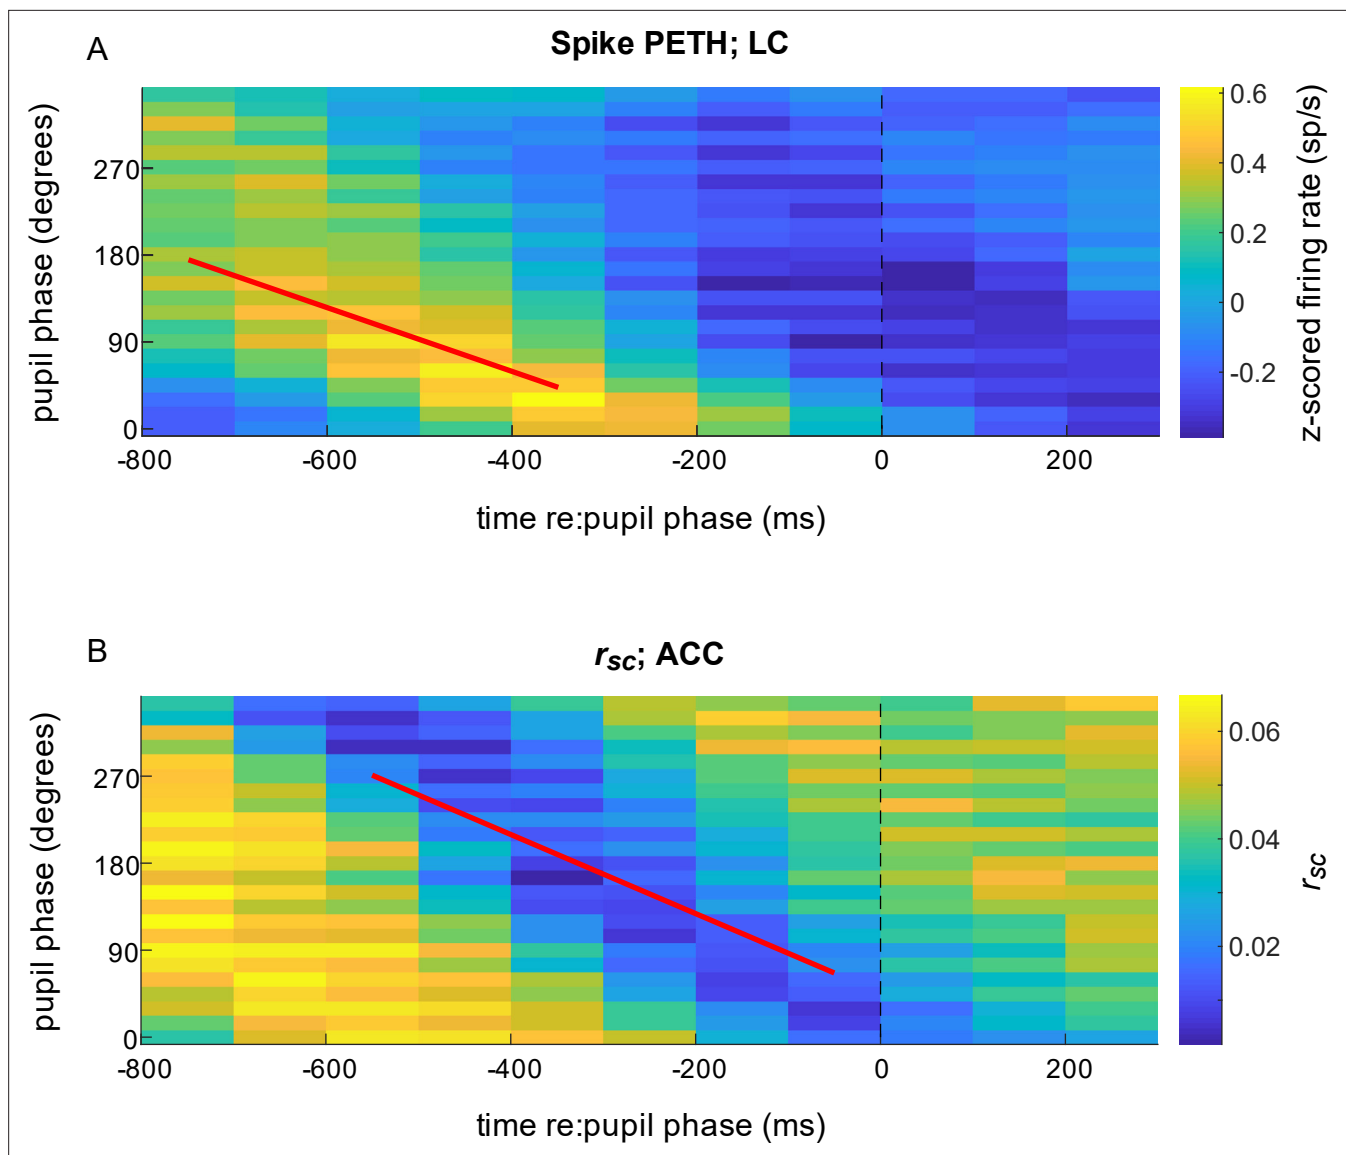 A
Spike PETH; LC
pupil phase (degrees)
270
180
90
0
-800
-600
-400
-200
0
200
time re:pupil phase (ms)
0.6
0.4
0.2
0
-0.2
z-scored firing rate (sp/s)
B
rsc; ACC
pupil phase (degrees)
270
180
90
0
-800
-600
-400
-200
0
200
time re:pupil phase (ms)
0.06
0.04
0.02
rsc